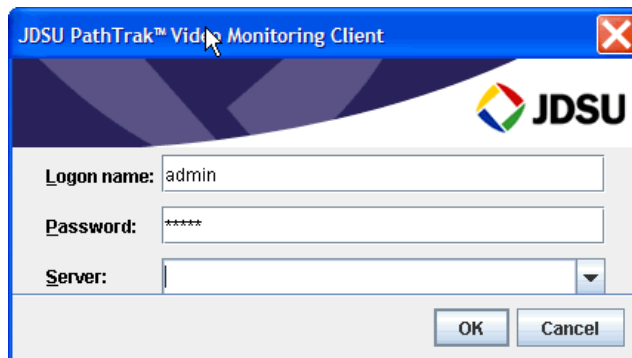 JDSU PathTrak™ Video Monitoring Client
JDSU
Logon name: admin
Password: *****
Server:
OK Cancel